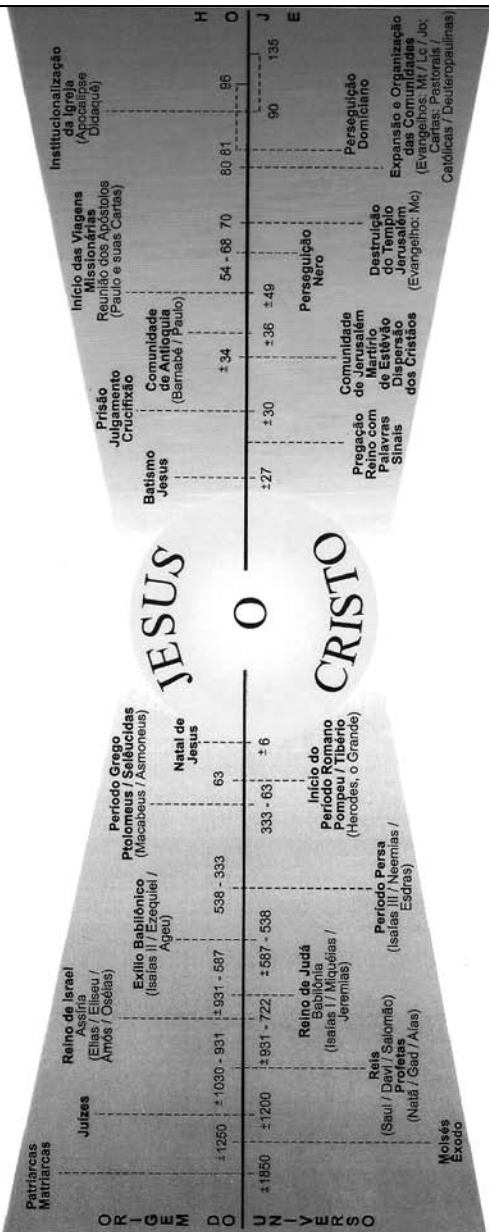 ORIGEM DO UNIVERSO
Patriarcas
Matriarcas
±1850
±1250
Moisés
Êxodo
Juízes
±1200
±1030 - 931
Reis
(Saul / Davi / Salomão)
Profetas
(Natã / Gad / Aías)
Reino de Israel
Assíria
(Elias / Eliseu /
Amós / Oséias)
±931 - 722
±931 - 587
Reino de Judá
Babilônia
(Isaías I / Miquéias /
Jeremias)
Exílio Babilônico
(Isaías II / Ezequiel /
Ageu)
±587 - 538
538 - 333
Período Persa
(Isaías III / Neemias /
Esdras)
Período Grego
Ptolomeus / Selêucidas
(Macabeus / Asmoneus)
333 - 63
63
Início do
Período Romano
Pompeu / Tibério
(Herodes, o Grande)
Natal de
Jesus
± 6
JESUS
O
CRISTO
Batismo
Jesus
±27
Pregação
Reino com
Palavras
Sinais
Prisão
Julgamento
Crucifixão
±30
± 34
Comunidade
de Jerusalém
Martírio
de Estêvão
Dispersão
dos Cristãos
Comunidade
de Antioquia
(Barnabé / Paulo)
±36
Início das Viagens
Missionárias
Reunião dos Apóstolos
(Paulo e suas Cartas)
±49
54 - 68
Perseguição
Nero
70
Destruição
do Templo
Jerusalém
(Evangelho: Mc)
80
81
96
Perseguição
Domiciano
Expansão e Organização
das Comunidades
(Evangelhos: Mt / Lc / Jo;
Cartas: Pastorais /
Católicas / Deuteropaulinas)
Institucionalização
da Igreja
(Apocalipse
Didaquê)
90
135
HOJE